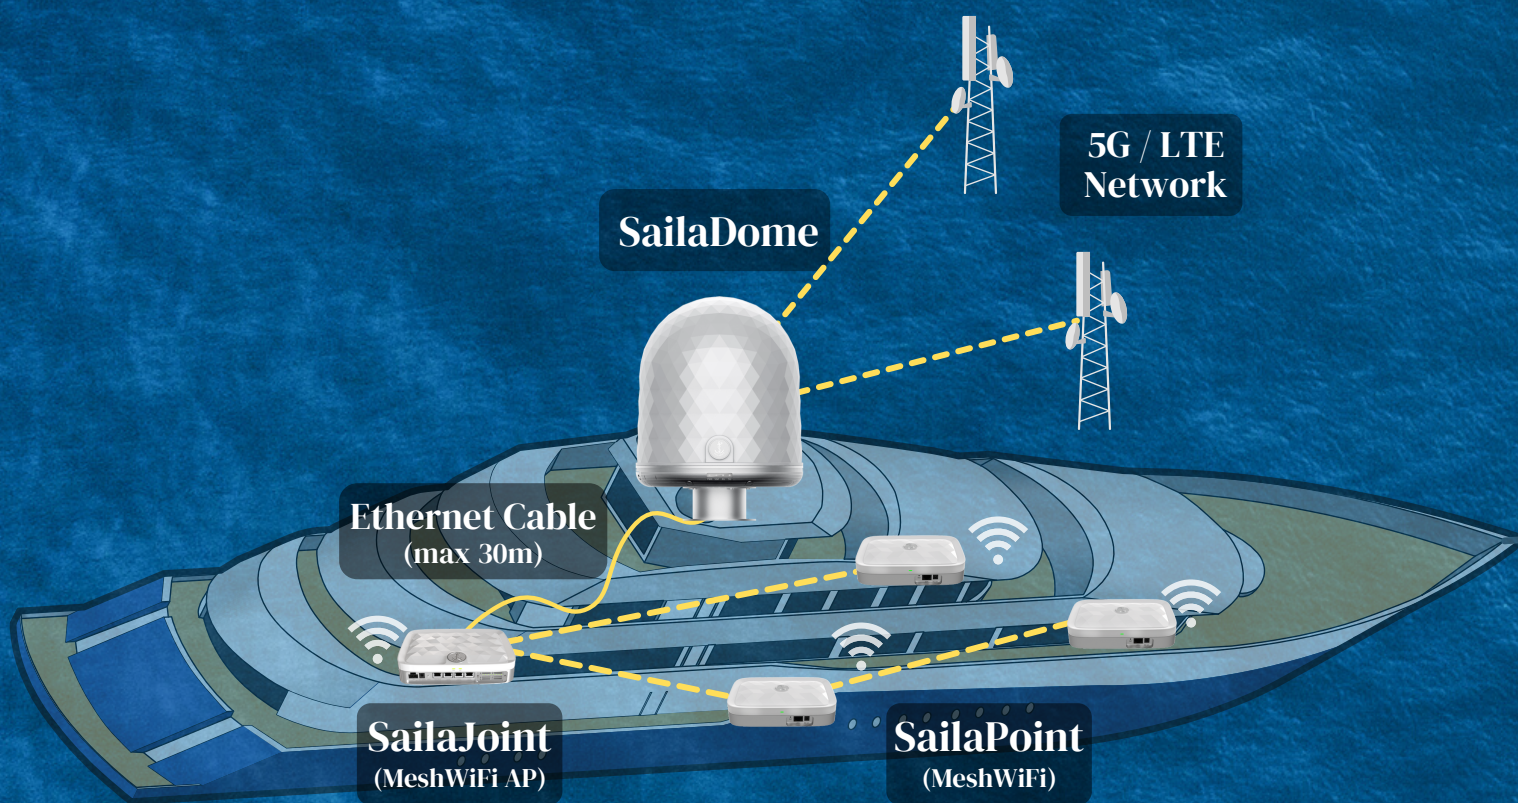 5G / LTE
Network
SailaDome
Ethernet Cable
(max 30m)
SailaJoint
(MeshWiFi AP)
SailaPoint
(MeshWiFi)